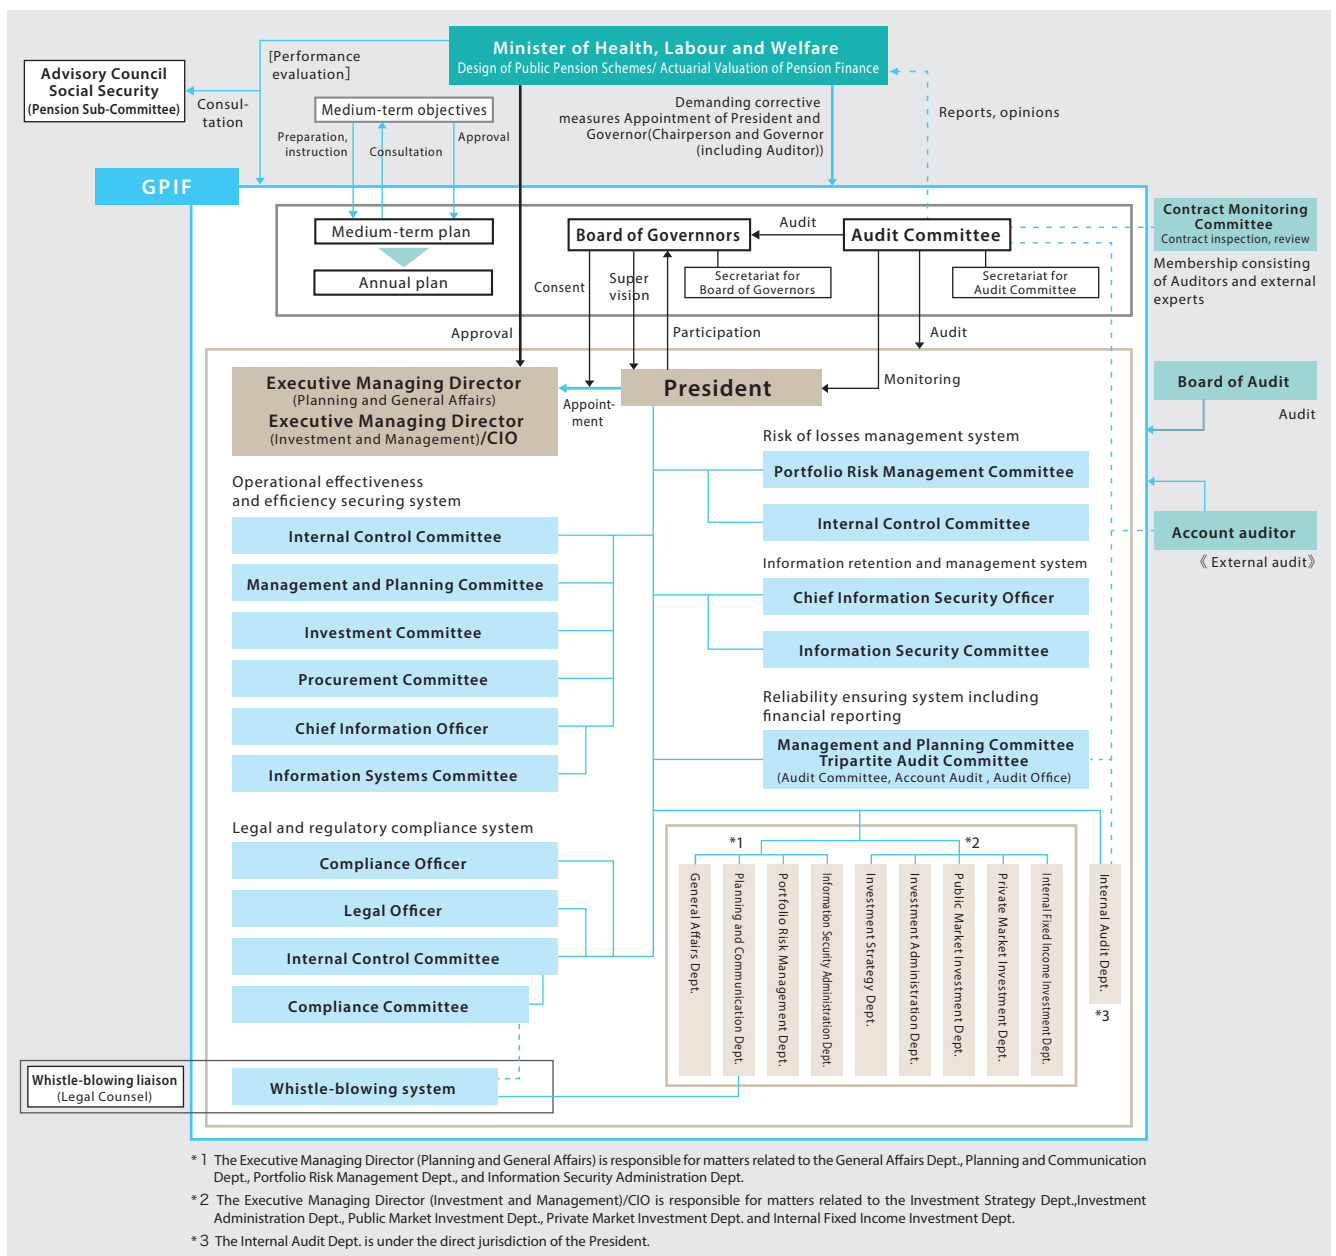 Minister of Health, Labour and Welfare
Design of Public Pension Schemes/ Actuarial Valuation of Pension Finance
Advisory Council
Social Security
(Pension Sub-Committee)
Consul-
tation
[Performance
evaluation]
Medium-term objectives
Preparation,
instruction
Consultation
Approval
Demanding corrective
measures Appointment of President and
Governor(Chairperson and Governor
(including Auditor))
Reports, opinions
GPIF
Medium-term plan
Annual plan
Board of Governnors
Audit
Audit Committee
Secretariat for
Board of Governors
Secretariat for
Audit Committee
Consent
Super
vision
Participation
Approval
Audit
Monitoring
Contract Monitoring
Committee
Contract inspection, review
Membership consisting
of Auditors and external
experts
Executive Managing Director
(Planning and General Affairs)
Executive Managing Director
(Investment and Management)/CIO
Appoint-
ment
President
Board of Audit
Audit
Account auditor
《 External audit》
Operational effectiveness
and efficiency securing system
Internal Control Committee
Management and Planning Committee
Investment Committee
Procurement Committee
Chief Information Officer
Information Systems Committee
Legal and regulatory compliance system
Compliance Officer
Legal Officer
Internal Control Committee
Compliance Committee
Whistle-blowing liaison
(Legal Counsel)
Whistle-blowing system
Risk of losses management system
Portfolio Risk Management Committee
Internal Control Committee
Information retention and management system
Chief Information Security Officer
Information Security Committee
Reliability ensuring system including
financial reporting
Management and Planning Committee
Tripartite Audit Committee
(Audit Committee, Account Audit , Audit Office)
*1
*2
General Affairs Dept.
Planning and Communication Dept.
Portfolio Risk Management Dept.
Information Security Administration Dept.
Investment Strategy Dept.
Investment Administration Dept.
Public Market Investment Dept.
Private Market Investment Dept.
Internal Fixed Income Investment Dept.
Internal Audit Dept.
*3
*1 The Executive Managing Director (Planning and General Affairs) is responsible for matters related to the General Affairs Dept., Planning and Communication
Dept., Portfolio Risk Management Dept., and Information Security Administration Dept.
*2 The Executive Managing Director (Investment and Management)/CIO is responsible for matters related to the Investment Strategy Dept.,Investment
Administration Dept., Public Market Investment Dept., Private Market Investment Dept. and Internal Fixed Income Investment Dept.
*3 The Internal Audit Dept. is under the direct jurisdiction of the President.